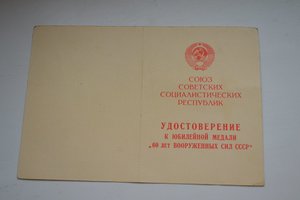 СОЮЗ
СОВЕТСКИХ
СОЦИАЛИСТИЧЕСКИХ
РЕСПУБЛИК
УДОСТОВЕРЕНИЕ
К ЮБИЛЕЙНОЙ МЕДАЛИ
„60 ЛЕТ ВООРУЖЕННЫХ СИЛ СССР"